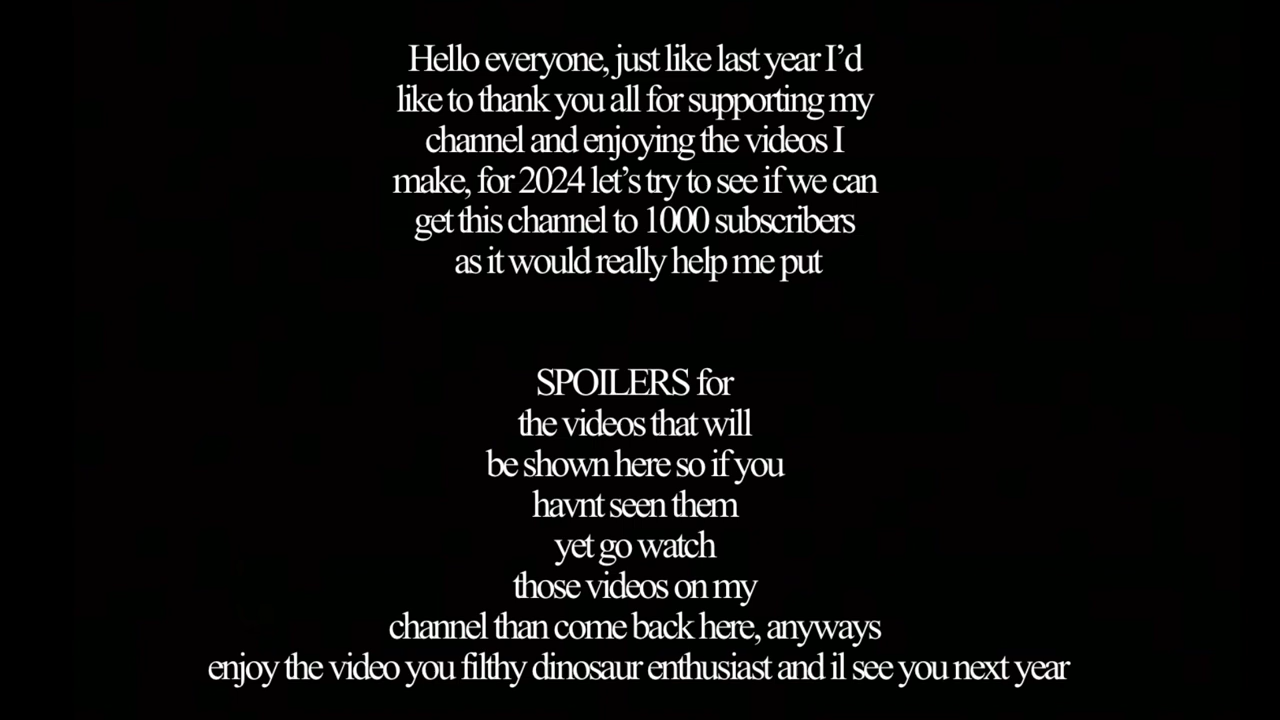 Hello everyone, just like last year I’d
like to thank you all for supporting my
channel and enjoying the videos I
make, for 2024 let’s try to see if we can
get this channel to 1000 subscribers
as it would really help me put
SPOILERS for
the videos that will
be shown here so if you
havnt seen them
yet go watch
those videos on my
channel than come back here, anyways
enjoy the video you filthy dinosaur enthusiast and il see you next year